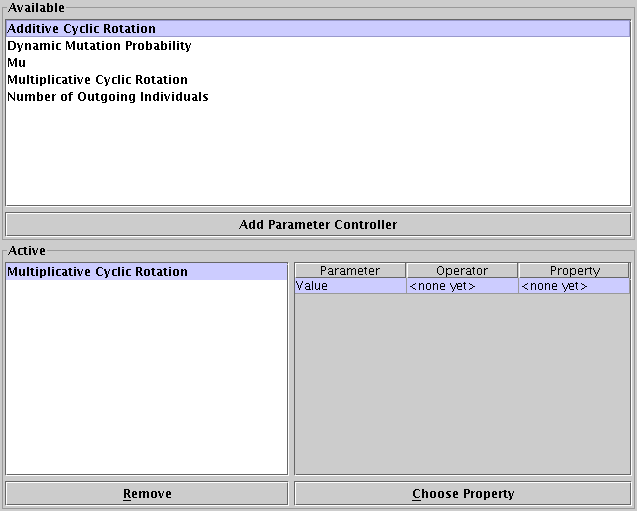 Available
Additive Cyclic Rotation
Dynamic Mutation Probability
Mu
Multiplicative Cyclic Rotation
Number of Outgoing Individuals
Add Parameter Controller
Active
Multiplicative Cyclic Rotation
Parameter Operator Property
Value <none yet> <none yet>
Remove
Choose Property